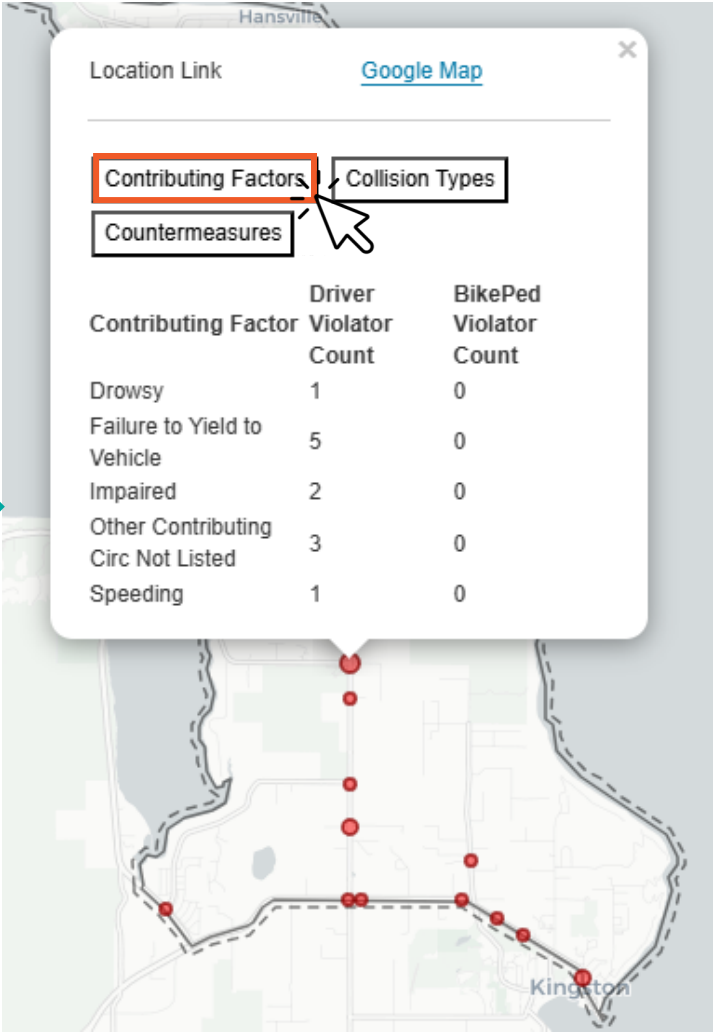 Hansville
×
Location Link Google Map
Contributing Factors Collision Types
Countermeasures
Contributing Factor Driver Violator Count BikePed Violator Count
Drowsy 1 0
Failure to Yield to Vehicle 5 0
Impaired 2 0
Other Contributing Circ Not Listed 3 0
Speeding 1 0
Kingston